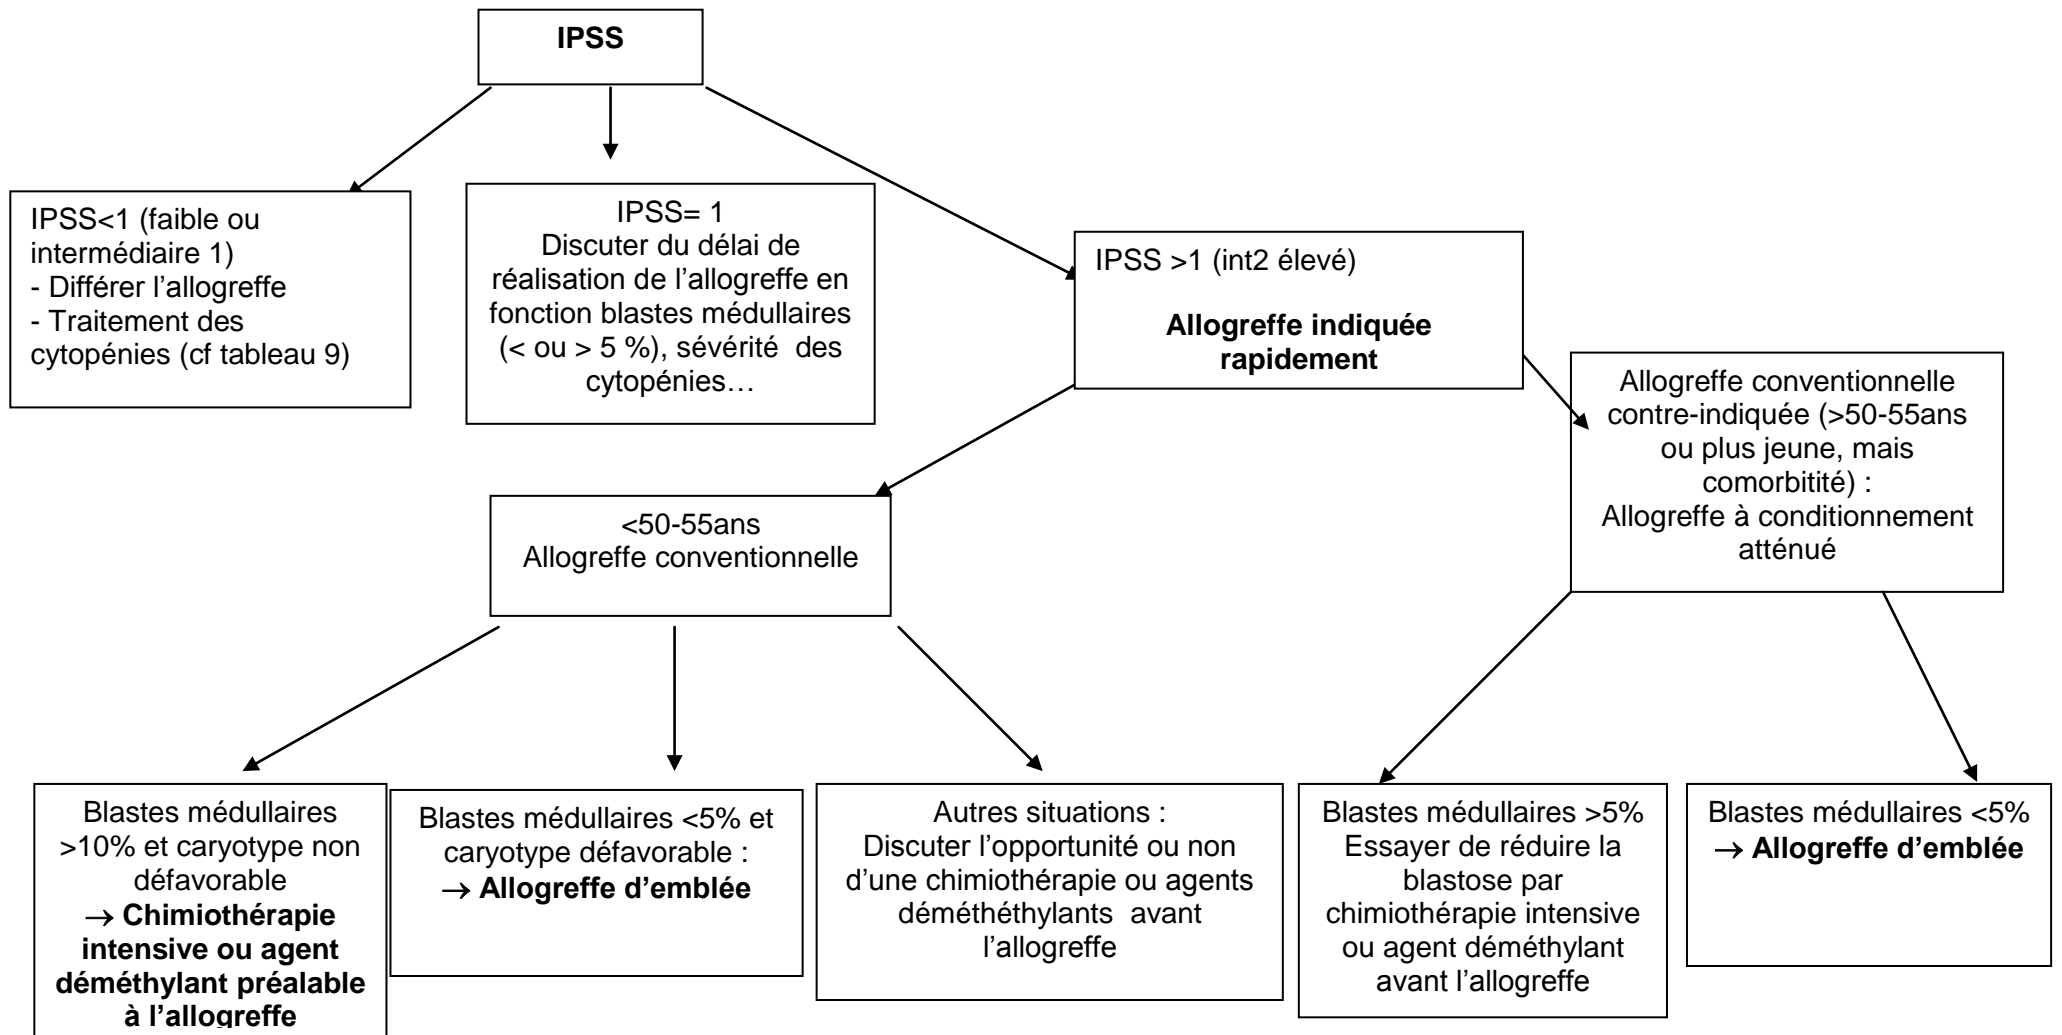 IPSS
IPSS<1 (faible ou
intermédiaire 1)
- Différer l’allogreffe
- Traitement des
cytopénies (cf tableau 9)
IPSS= 1
Discuter du délai de
réalisation de l’allogreffe en
fonction blastes médullaires
(< ou > 5 %), sévérité  des
cytopénies…
IPSS >1 (int2 élevé)
Allogreffe indiquée
rapidement
Allogreffe conventionnelle
contre-indiquée (>50-55ans
ou plus jeune, mais
comorbitité) :
Allogreffe à conditionnement
atténué
<50-55ans
Allogreffe conventionnelle
Blastes médullaires
>10% et caryotype non
défavorable
→ Chimiothérapie
intensive ou agent
déméthylant préalable
à l’allogreffe
Blastes médullaires <5% et
caryotype défavorable :
→ Allogreffe d’emblée
Autres situations :
Discuter l’opportunité ou non
d’une chimiothérapie ou agents
déméthéthylants  avant
l’allogreffe
Blastes médullaires >5%
Essayer de réduire la
blastose par
chimiothérapie intensive
ou agent déméthylant
avant l’allogreffe
Blastes médullaires <5%
→ Allogreffe d’emblée